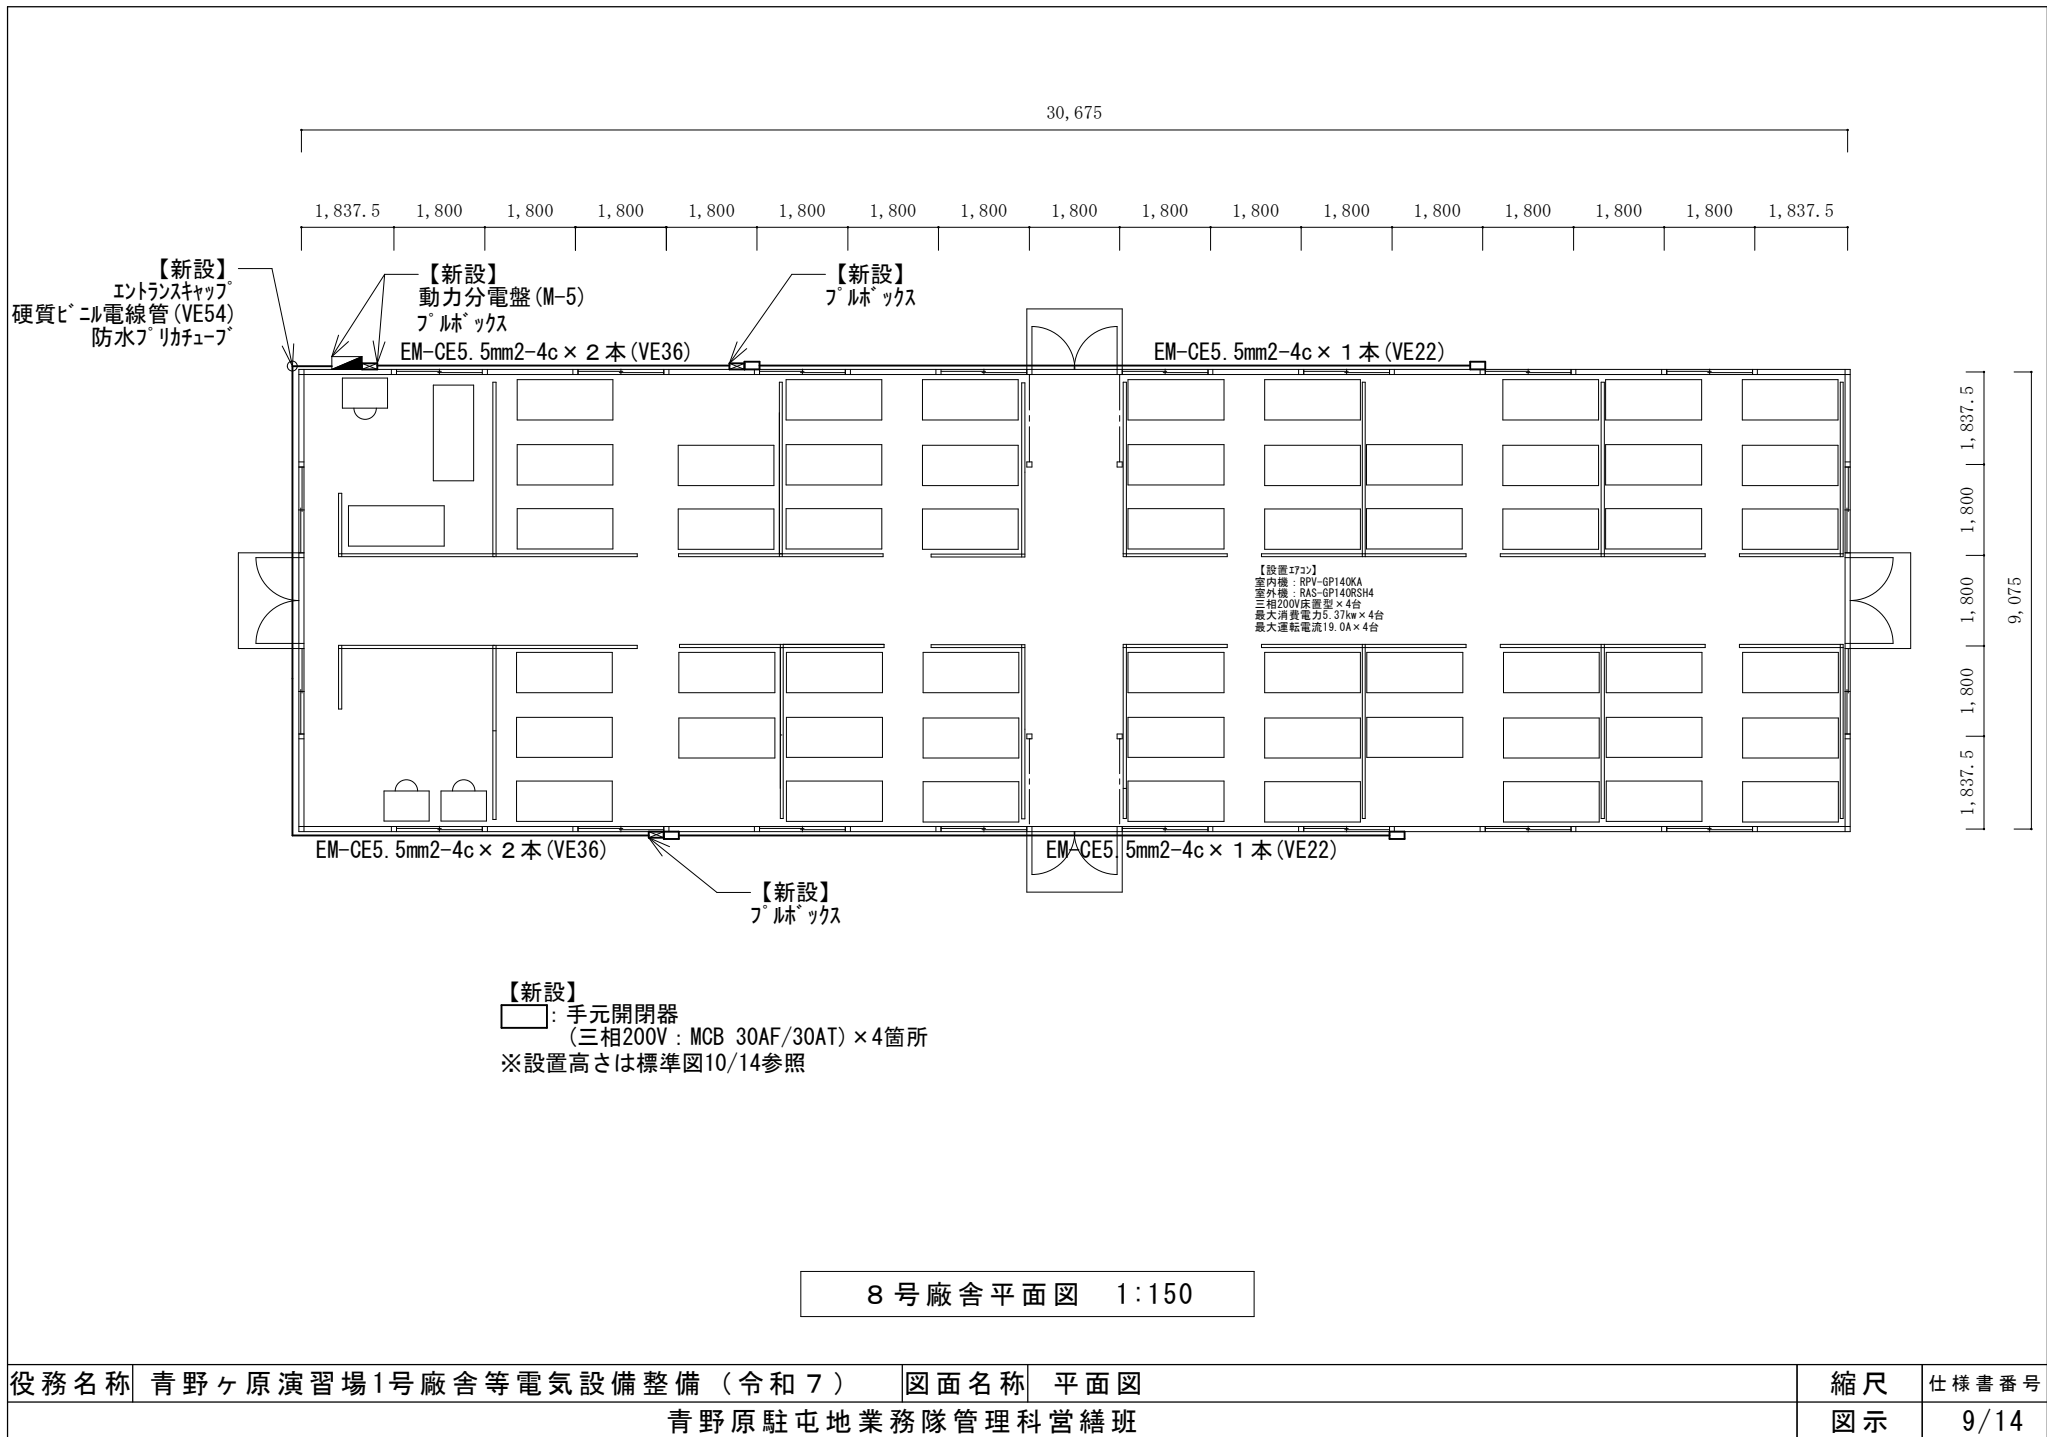 30,675
1,837.5 1,800 1,800 1,800 1,800 1,800 1,800 1,800 1,800 1,800 1,800 1,800 1,800 1,800 1,800 1,800 1,837.5
【新設】
ｴﾝﾄﾗﾝｽｷｬｯﾌﾟ
硬質ﾋﾞﾆﾙ電線管(VE54)
防水ﾌﾟﾘｶﾁｭｰﾌﾞ
【新設】
動力分電盤(M-5)
ﾌﾟﾙﾎﾞｯｸｽ
【新設】
ﾌﾟﾙﾎﾞｯｸｽ
EM-CE5.5mm2-4c×２本(VE36)
EM-CE5.5mm2-4c×１本(VE22)
1,837.5
1,800
1,800
1,800
1,837.5
9,075
【設置ｴｱｺﾝ】
室内機：RPV-GP140KA
室外機：RAS-GP140RSH4
三相200V床置型×4台
最大消費電力5.37kw×4台
最大運転電流19.0A×4台
EM-CE5.5mm2-4c×２本(VE36)
EM-CE5.5mm2-4c×１本(VE22)
【新設】
ﾌﾟﾙﾎﾞｯｸｽ
【新設】
：手元開閉器
(三相200V：MCB 30AF/30AT)×4箇所
※設置高さは標準図10/14参照
８号廠舎平面図 1:150
役務名称 青野ヶ原演習場1号廠舎等電気設備整備（令和７） 図面名称 平面図 縮尺 仕様書番号
青野原駐屯地業務隊管理科営繕班 図示 9/14